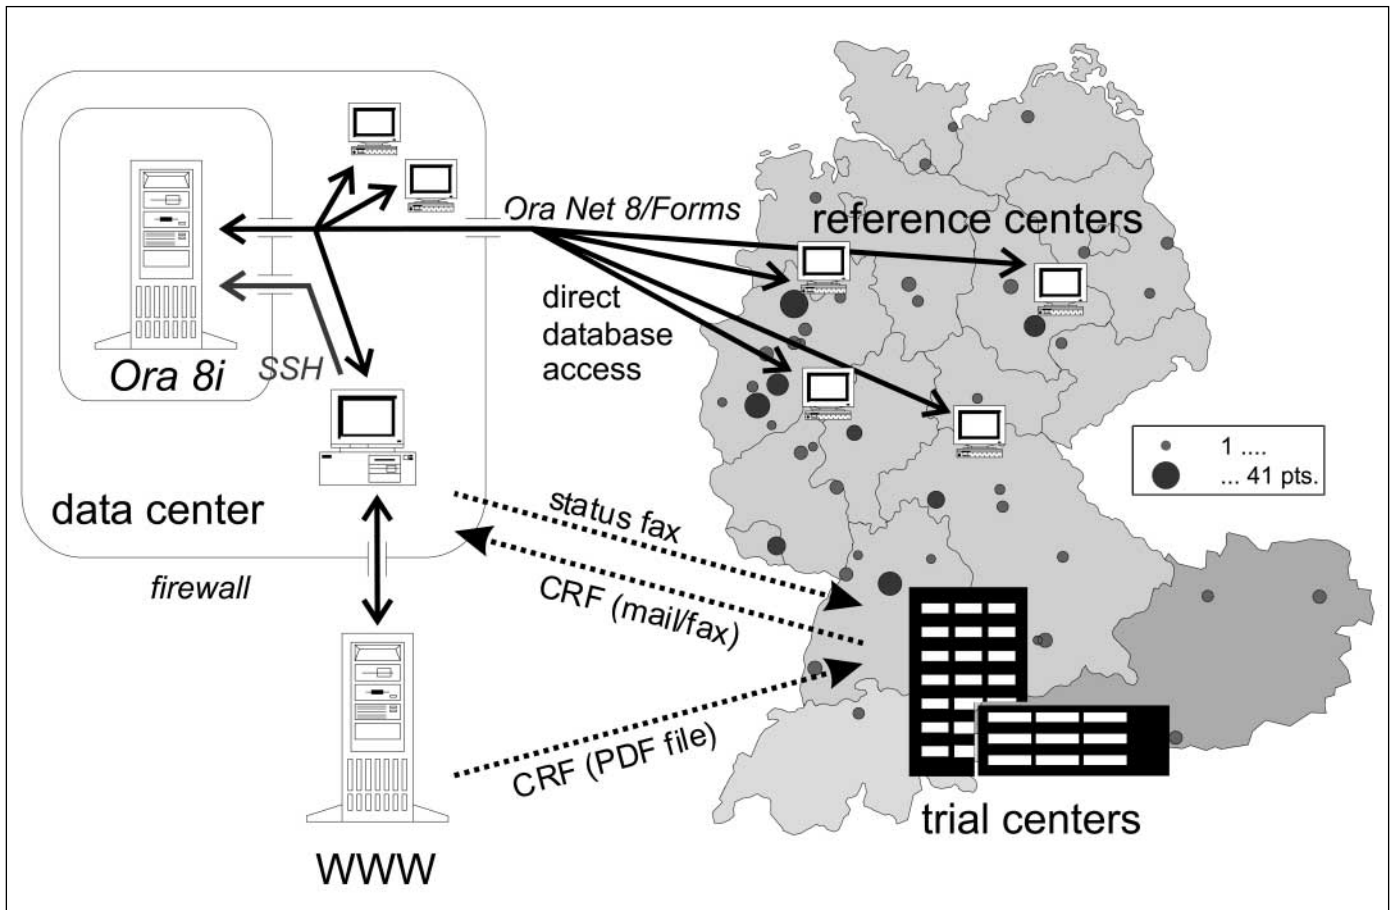 Ora Net 8/Forms
reference centers
direct
database
access
Ora 8i
SSH
1 ....
... 41 pts.
data center
status fax
firewall
CRF (mail/fax)
CRF (PDF file)
trial centers
WWW